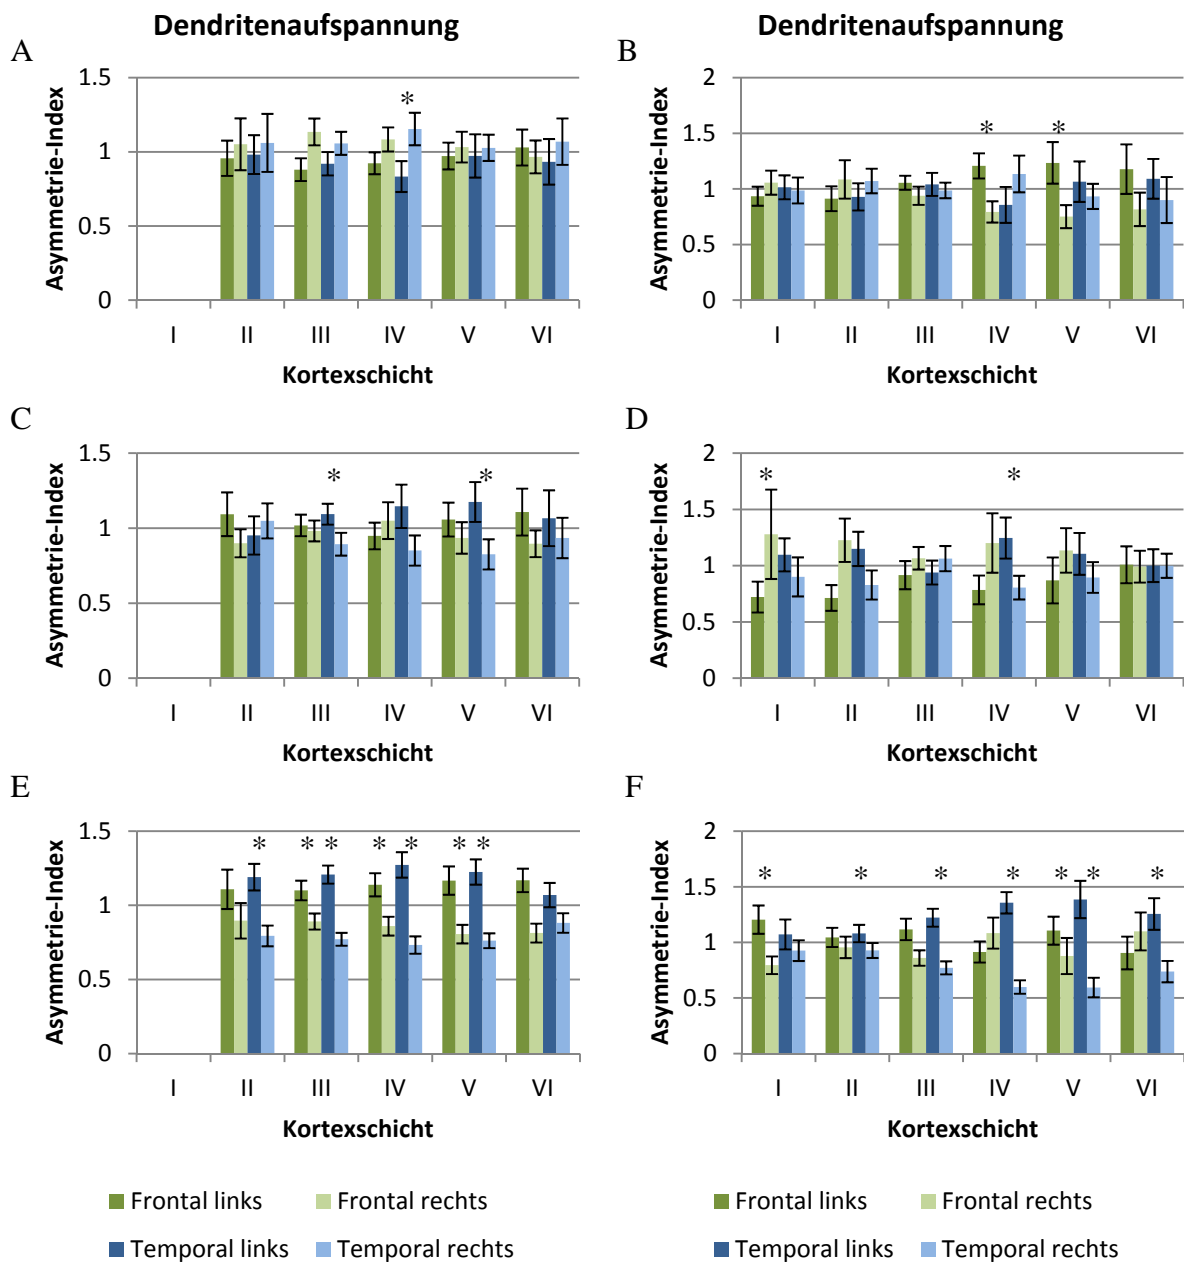 Dendritenaufspannung
A
1.5
*
1
0.5
0
Asymmetrie-Index
I II III IV V VI
Kortexschicht
Dendritenaufspannung
B
2
* *
1.5
1
0.5
0
Asymmetrie-Index
I II III IV V VI
Kortexschicht
C
1.5
* *
1
0.5
0
Asymmetrie-Index
I II III IV V VI
Kortexschicht
D
2
* *
1.5
1
0.5
0
Asymmetrie-Index
I II III IV V VI
Kortexschicht
E
1.5
* * * * * * *
1
0.5
0
Asymmetrie-Index
I II III IV V VI
Kortexschicht
F
2
* * * * * * *
1.5
1
0.5
0
Asymmetrie-Index
I II III IV V VI
Kortexschicht
Frontal links Frontal rechts
Temporal links Temporal rechts
Frontal links Frontal rechts
Temporal links Temporal rechts